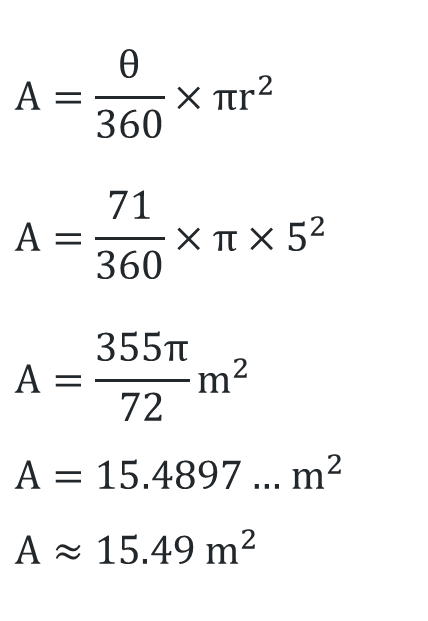 A = θ/360 × πr²
A = 71/360 × π × 5²
A = 355π/72 m²
A = 15.4897 ... m²
A ≈ 15.49 m²